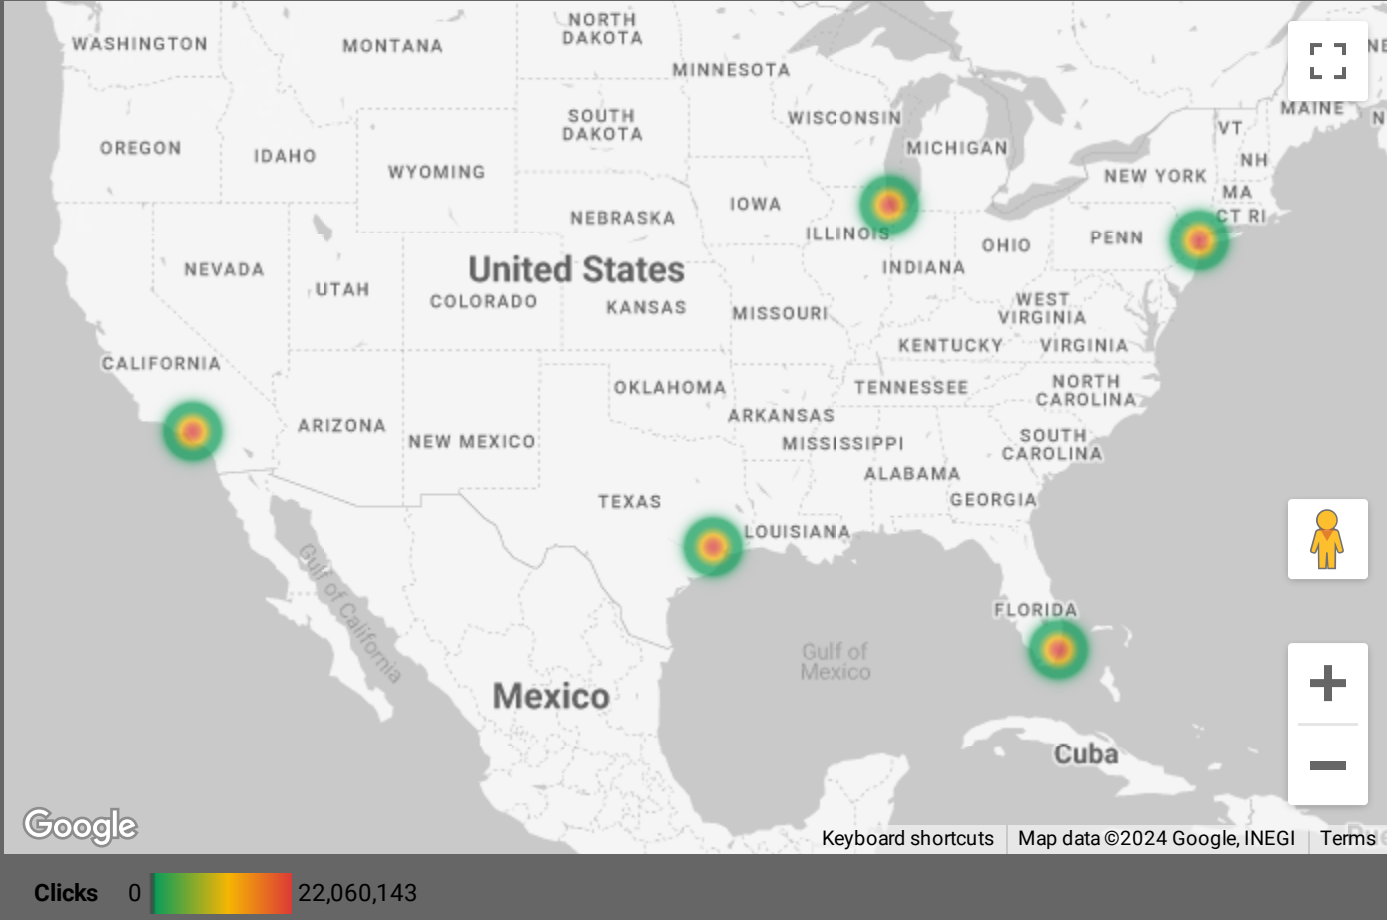 WASHINGTON
MONTANA
NORTH
DAKOTA
MINNESOTA
MAINE
VT
OREGON
IDAHO
WYOMING
SOUTH
DAKOTA
WISCONSIN
MICHIGAN
NH
NEW YORK
MA
CT RI
NEBRASKA
IOWA
ILLINOIS
INDIANA
OHIO
PENN
NEVADA
UTAH
United States
COLORADO
KANSAS
MISSOURI
WEST
VIRGINIA
KENTUCKY
VIRGINIA
CALIFORNIA
ARIZONA
NEW MEXICO
OKLAHOMA
ARKANSAS
TENNESSEE
NORTH
CAROLINA
MISSISSIPPI
SOUTH
CAROLINA
ALABAMA
GEORGIA
TEXAS
LOUISIANA
FLORIDA
Gulf of California
Gulf of
Mexico
Mexico
Cuba
Google
Keyboard shortcuts
Map data ©2024 Google, INEGI
Terms
Clicks 0 22,060,143